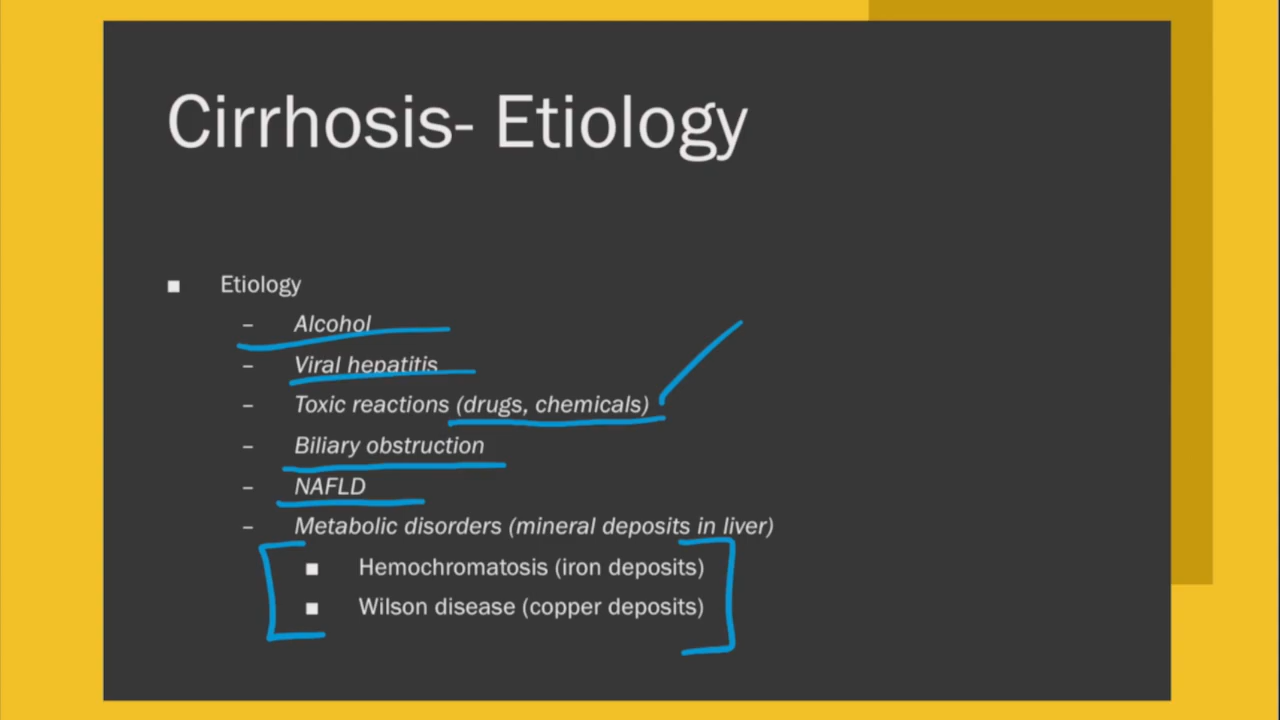 Cirrhosis- Etiology
■ Etiology
– Alcohol
– Viral hepatitis
– Toxic reactions (drugs, chemicals)
– Biliary obstruction
– NAFLD
– Metabolic disorders (mineral deposits in liver)
■ Hemochromatosis (iron deposits)
■ Wilson disease (copper deposits)